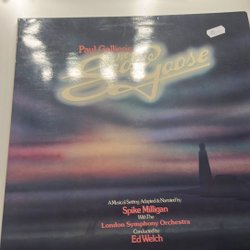 Paul Gallico's
The
Snow
Goose
A Musical Setting Adapted & Narrated by
Spike Milligan
With The
London Symphony Orchestra
Conducted by
Ed Welch